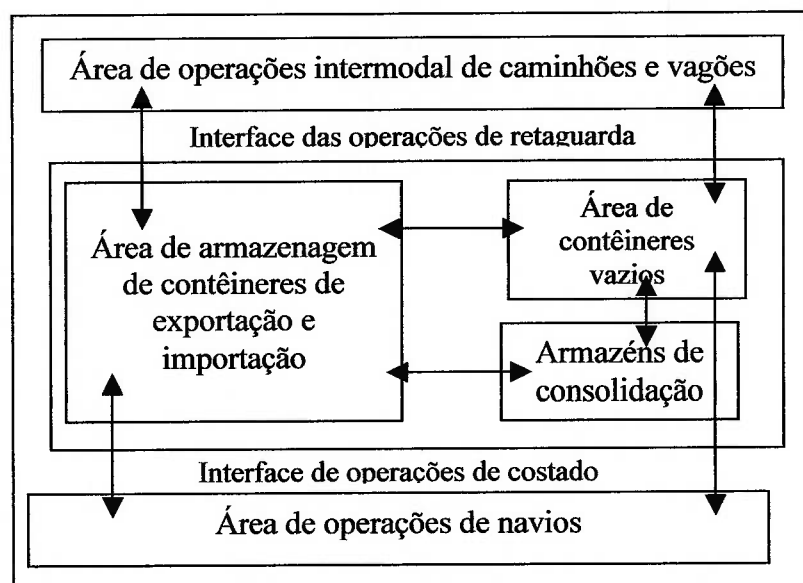 Área de operações intermodal de caminhões e vagões
Interface das operações de retaguarda
Área de armazenagem
de contêineres de
exportação e
importação
Área de
contêineres
vazios
Armazéns de
consolidação
Interface de operações de costado
Área de operações de navios